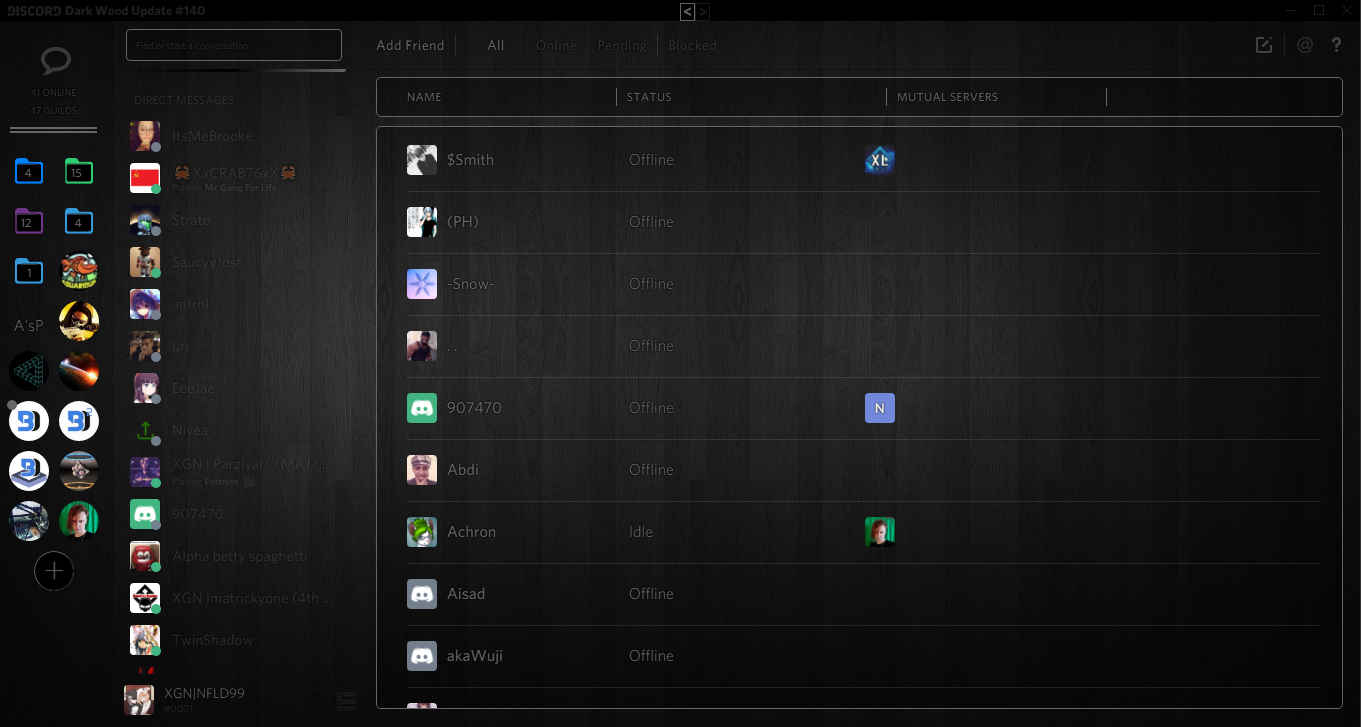 DISCORD Dark Wood Update #140
< >
Find or start a conversation
Add Friend All Online Pending Blocked
@ ?
41 ONLINE
47 GUILDS
4
15
12
4
1
A'sP
DIRECT MESSAGES
ItsMeBrooke
🦀XxCRAB76xX🦀
Playing Mc Gang For Life
Strato
SaucyyJosh
.intrnl
uri
EeeJae
Nivea
XGN | Parzival
Playing Fortnite
907470
Alpha betty spaghetti
XGN Imatrickyone (4th ...
TwinShadow
XGN|NFLD99
#0001
NAME STATUS MUTUAL SERVERS
$Smith Offline XL
(PH) Offline
-Snow- Offline
. . Offline
907470 Offline N
Abdi Offline
Achron Idle
Aisad Offline
akaWuji Offline